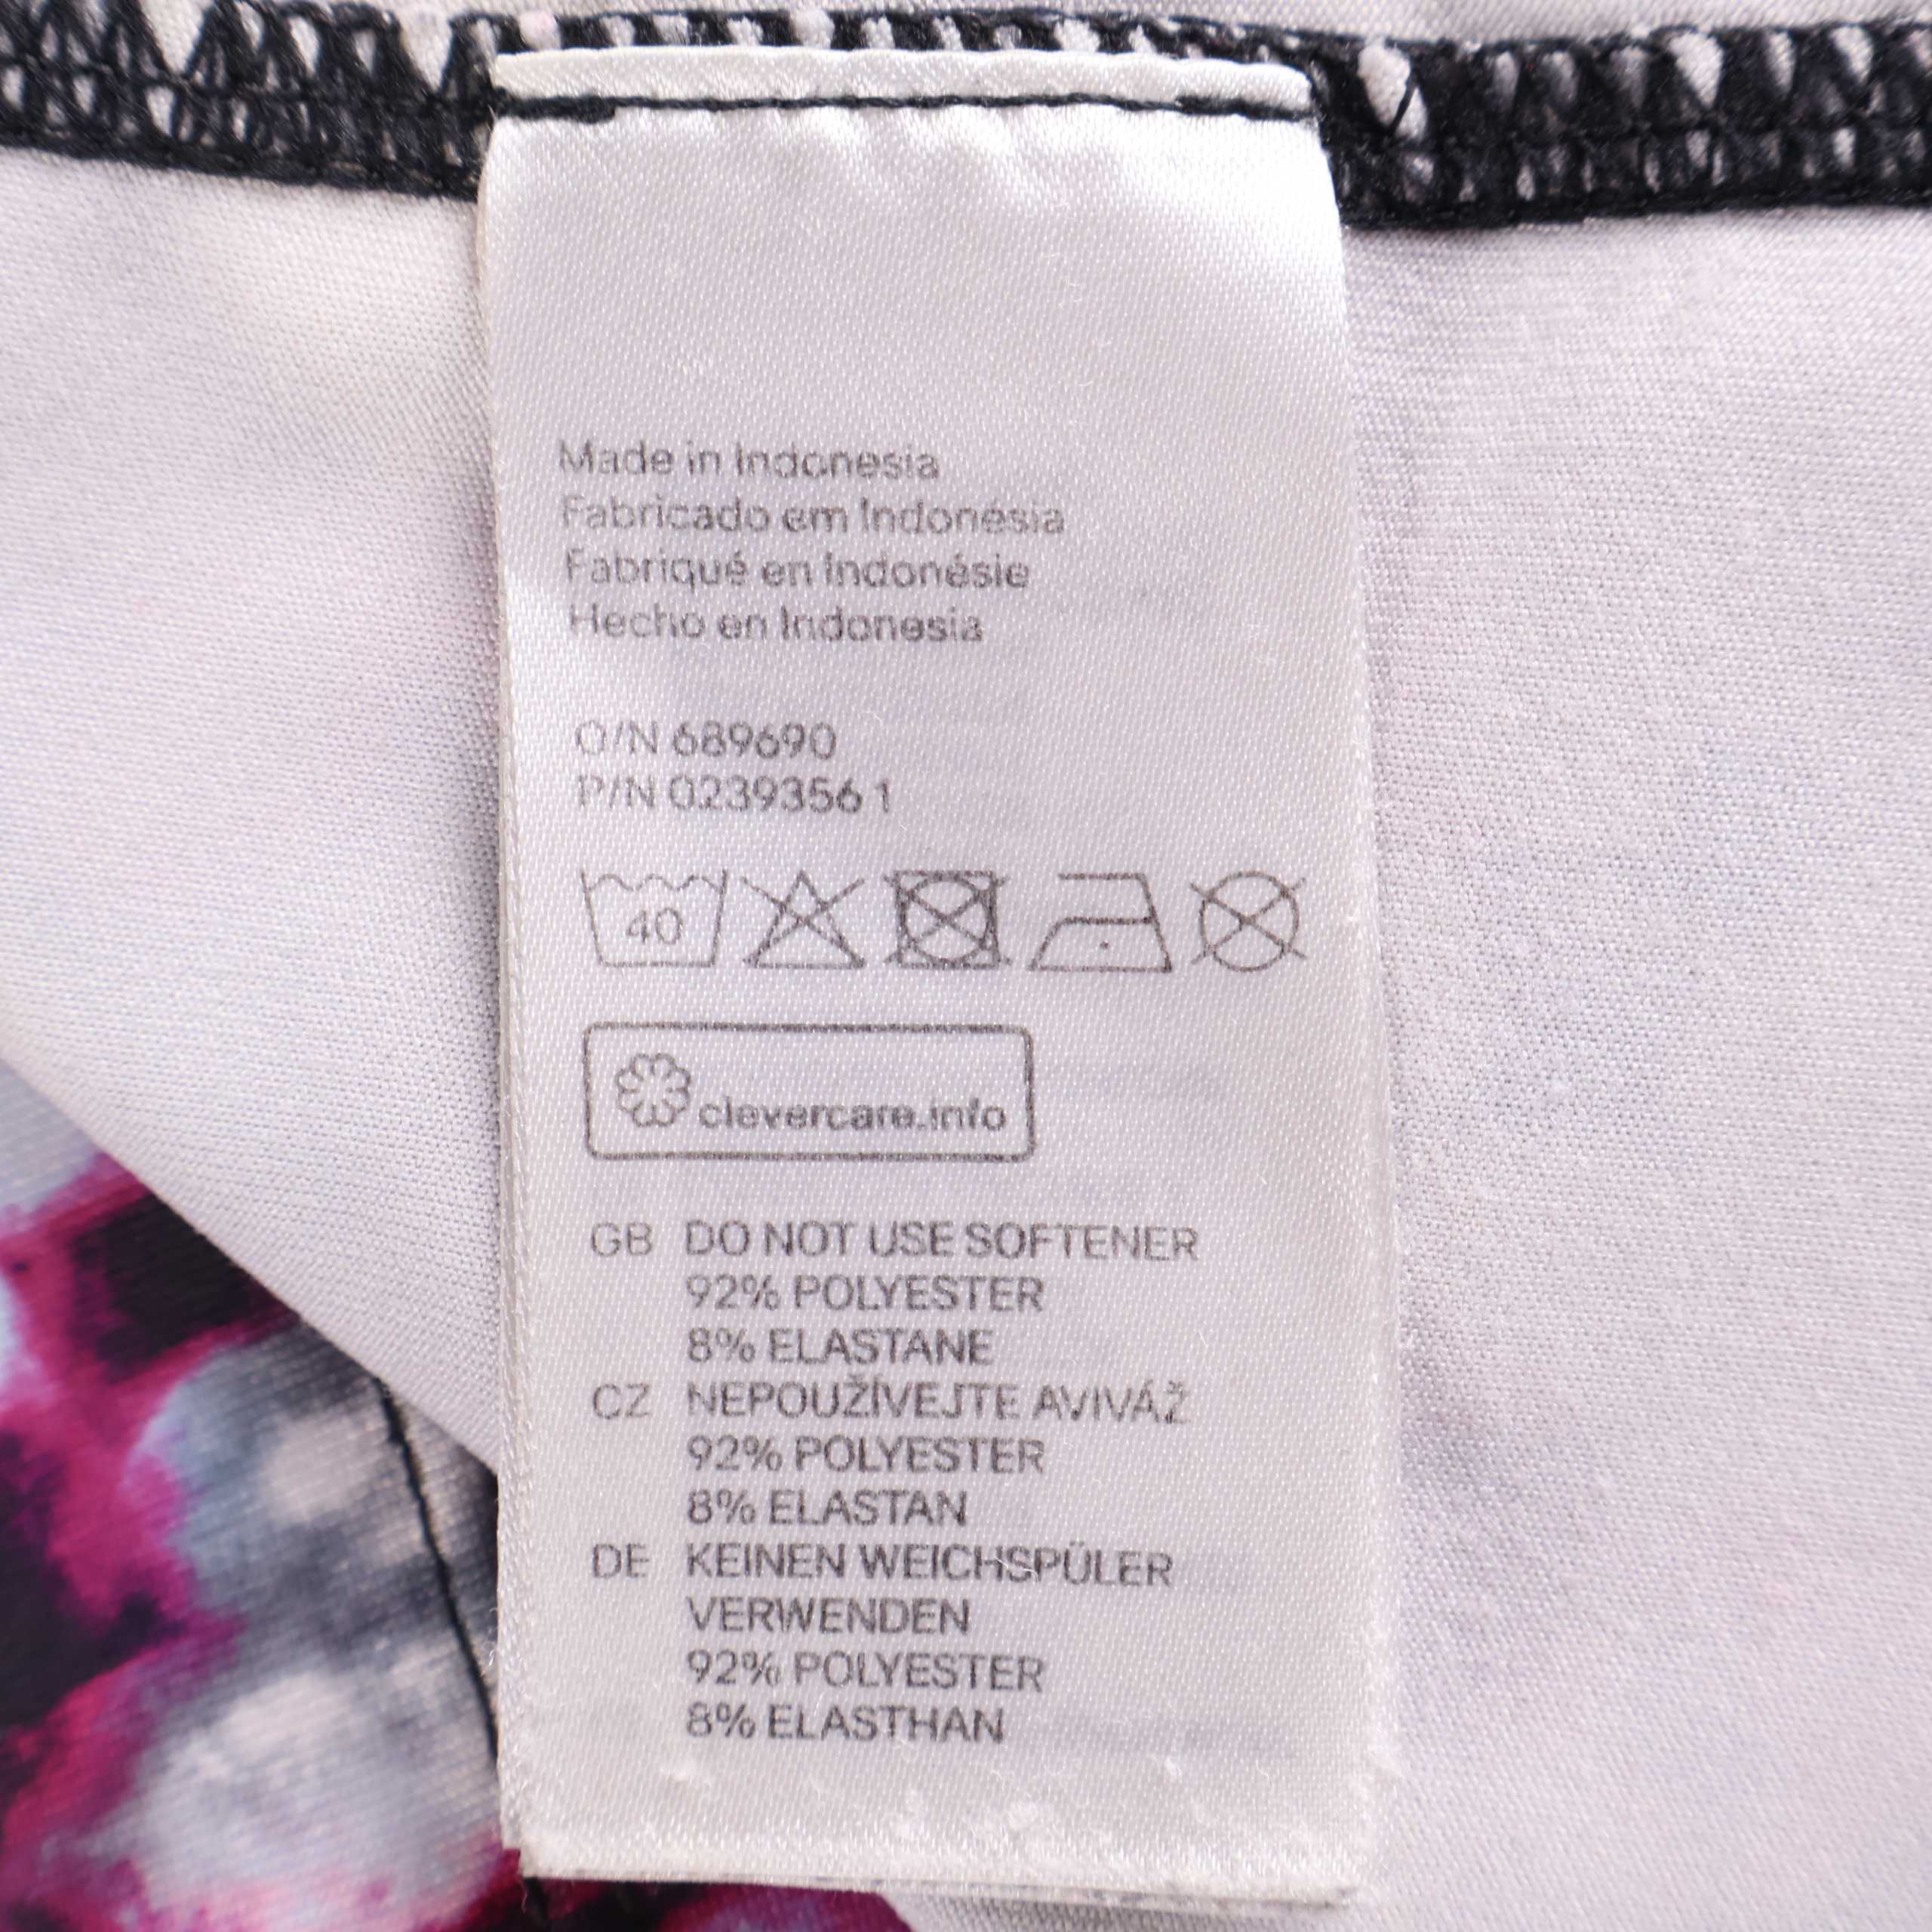 Made in Indonesia
Fabricado em Indonésia
Fabriqué en Indonésie
Hecho en Indonesia
O/N 689690
P/N 02393561
40
clevercare.info
GB DO NOT USE SOFTENER
92% POLYESTER
8% ELASTANE
CZ NEPOUŽÍVEJTE AVIVÁŽ
92% POLYESTER
8% ELASTAN
DE KEINEN WEICHSPÜLER
VERWENDEN
92% POLYESTER
8% ELASTHAN